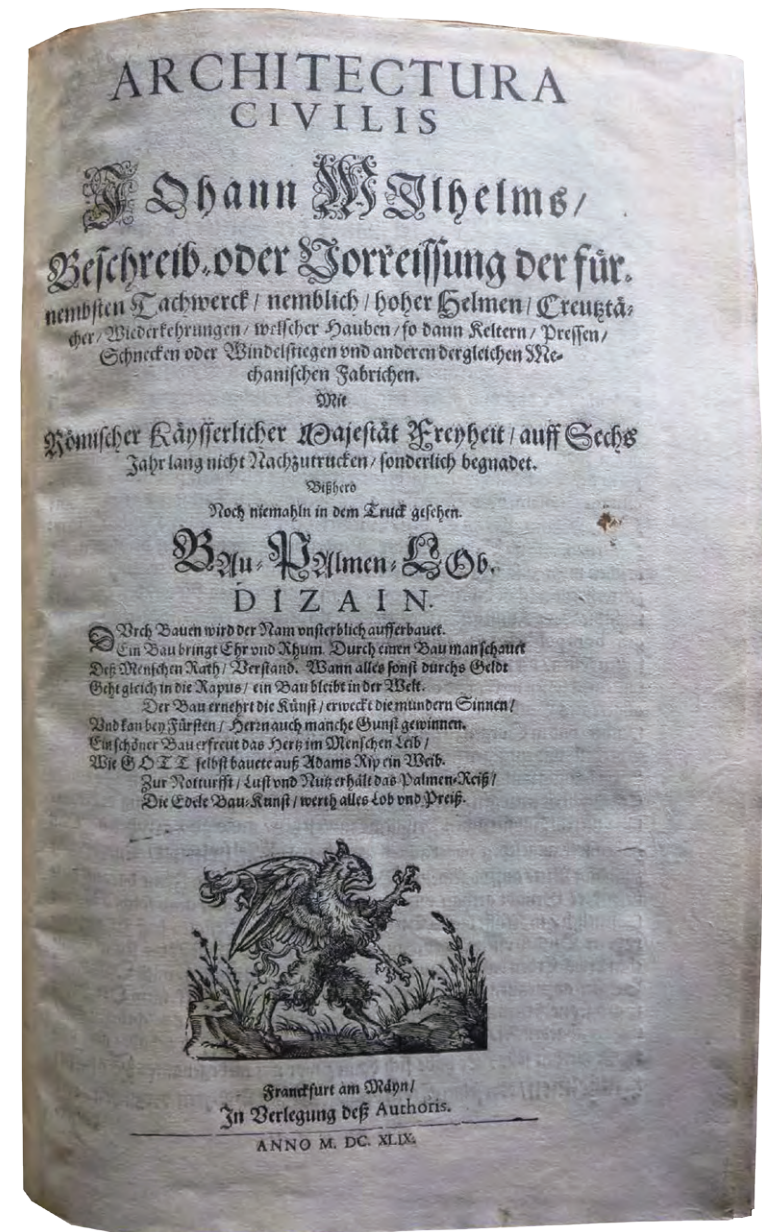 ARCHITECTURA
CIVILIS
JOhann WIlhelms/
Beschreib- oder Vorreissung der für-
nembsten Tachwerck/ nemblich/ hoher Helmen/ Creutztä-
cher/ Wiederkehrungen/ welscher Hauben/ so dann Keltern/ Pressen/
Schnecken oder Windelstiegen vnd anderen dergleichen Me-
chanischen Fabrichen.
Mit
Römischer Käysserlicher Majestät Freyheit/ auff Sechs
Jahr lang nicht Nachzutrucken/ sonderlich begnadet.
Bißhero
Noch niemahln in dem Truck gesehen.
BAu-PAlmen-LOb.
DIZAIN.
DUrch Bauen wird der Nam vnsterblich aufferbauet.
Ein Bau bringt Ehr vnd Rhum. Durch einen Bau man schauet
Deß Menschen Rath/ Verstand. Wann alles sonst durchs Geldt
Geht gleich in die Rapus/ ein Bau bleibt in der Welt.
Der Bau ernehrt die Künst/ erweckt die mundern Sinnen/
Vnd kan bey Fürsten/ Herrn auch manche Gunst gewinnen.
Ein schöner Bau erfreut das Hertz im Menschen Leib/
Wie GOTT selbst bauete auß Adams Rip ein Weib.
Zur Notturfft/ Lust vnd Nutz erhält das Palmen-Reiß/
Die Edele Bau-Kunst/ werth alles Lob vnd Preiß.
Franckfurt am Mäyn/
In Verlegung deß Authoris.
ANNO M. DC. XLIX.